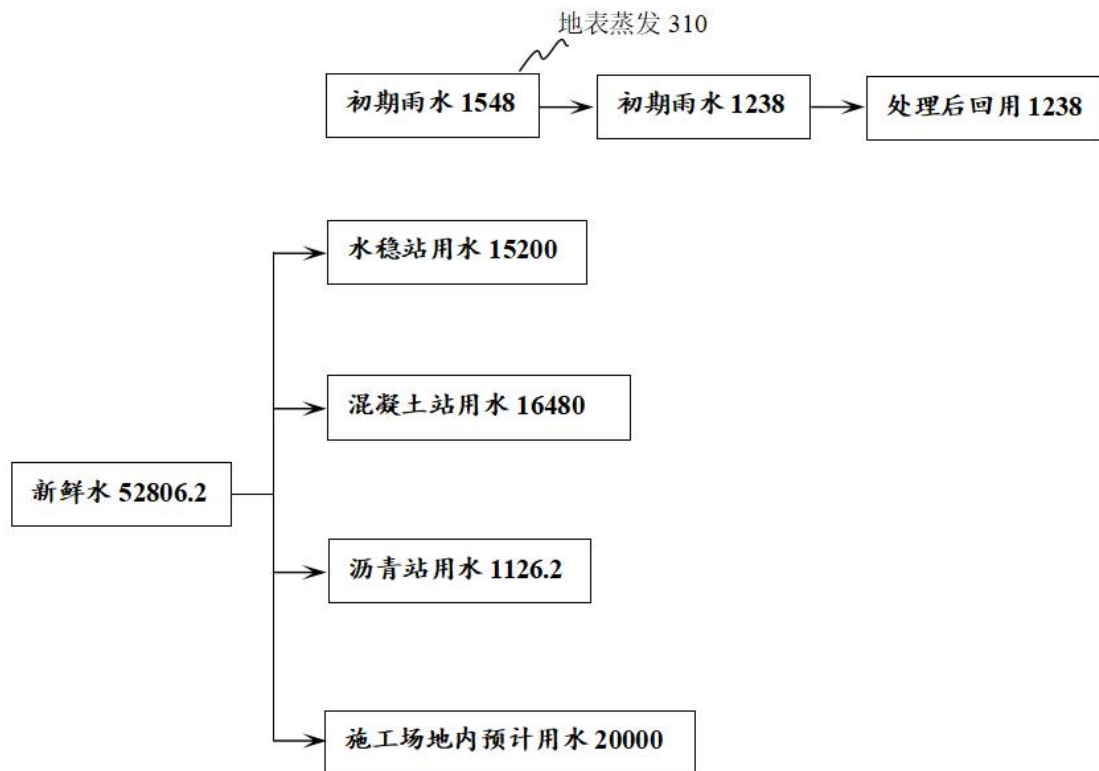 地表蒸发 310
初期雨水 1548
初期雨水 1238
处理后回用 1238
水稳站用水 15200
混凝土站用水 16480
新鲜水 52806.2
沥青站用水 1126.2
施工场地内预计用水 20000